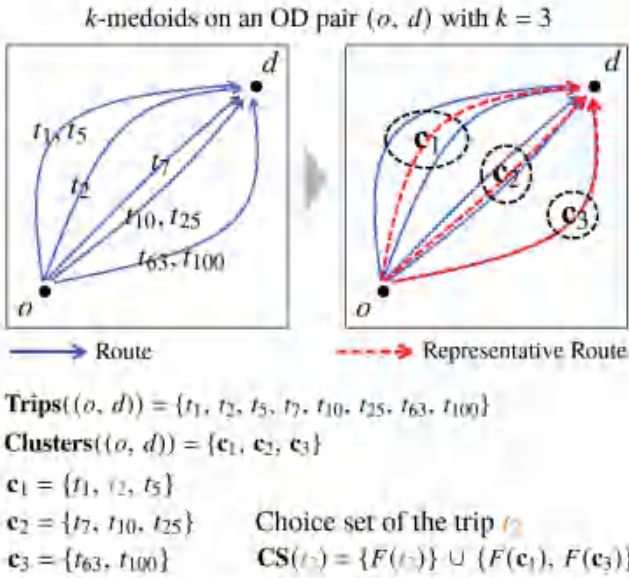 k-medoids on an OD pair (o, d) with k = 3
d
t₁, t₅
t₂
t₇
t₁₀, t₂₅
t₆₃, t₁₀₀
o
d
c₁
c₂
c₃
o
Route
Representative Route
Trips((o, d)) = {t₁, t₂, t₅, t₇, t₁₀, t₂₅, t₆₃, t₁₀₀}
Clusters((o, d)) = {c₁, c₂, c₃}
c₁ = {t₁, t₂, t₅}
c₂ = {t₇, t₁₀, t₂₅}
Choice set of the trip t₂
c₃ = {t₆₃, t₁₀₀}
CS(t₂) = {F(t₂)} ∪ {F(c₁), F(c₃)}